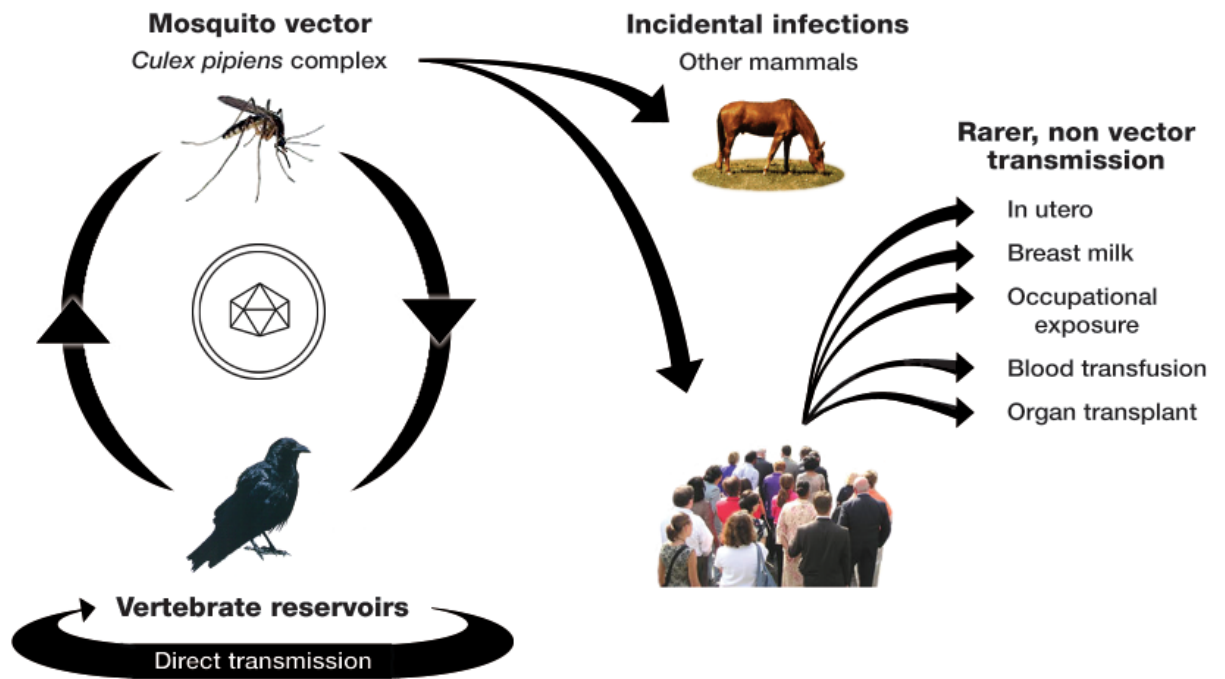 Mosquito vector
Culex pipiens complex
Incidental infections
Other mammals
Rarer, non vector
transmission
In utero
Breast milk
Occupational
exposure
Blood transfusion
Organ transplant
Vertebrate reservoirs
Direct transmission